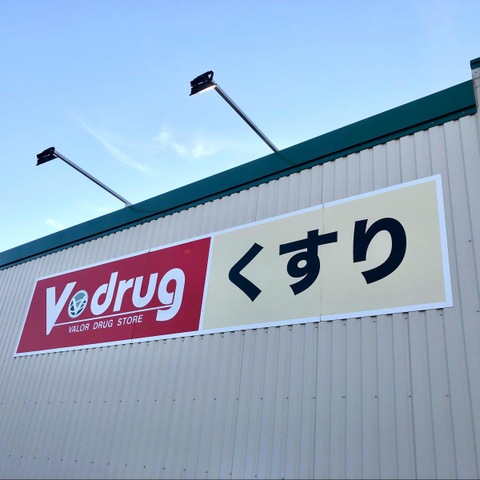 V drug
VALOR DRUG STORE
くすり